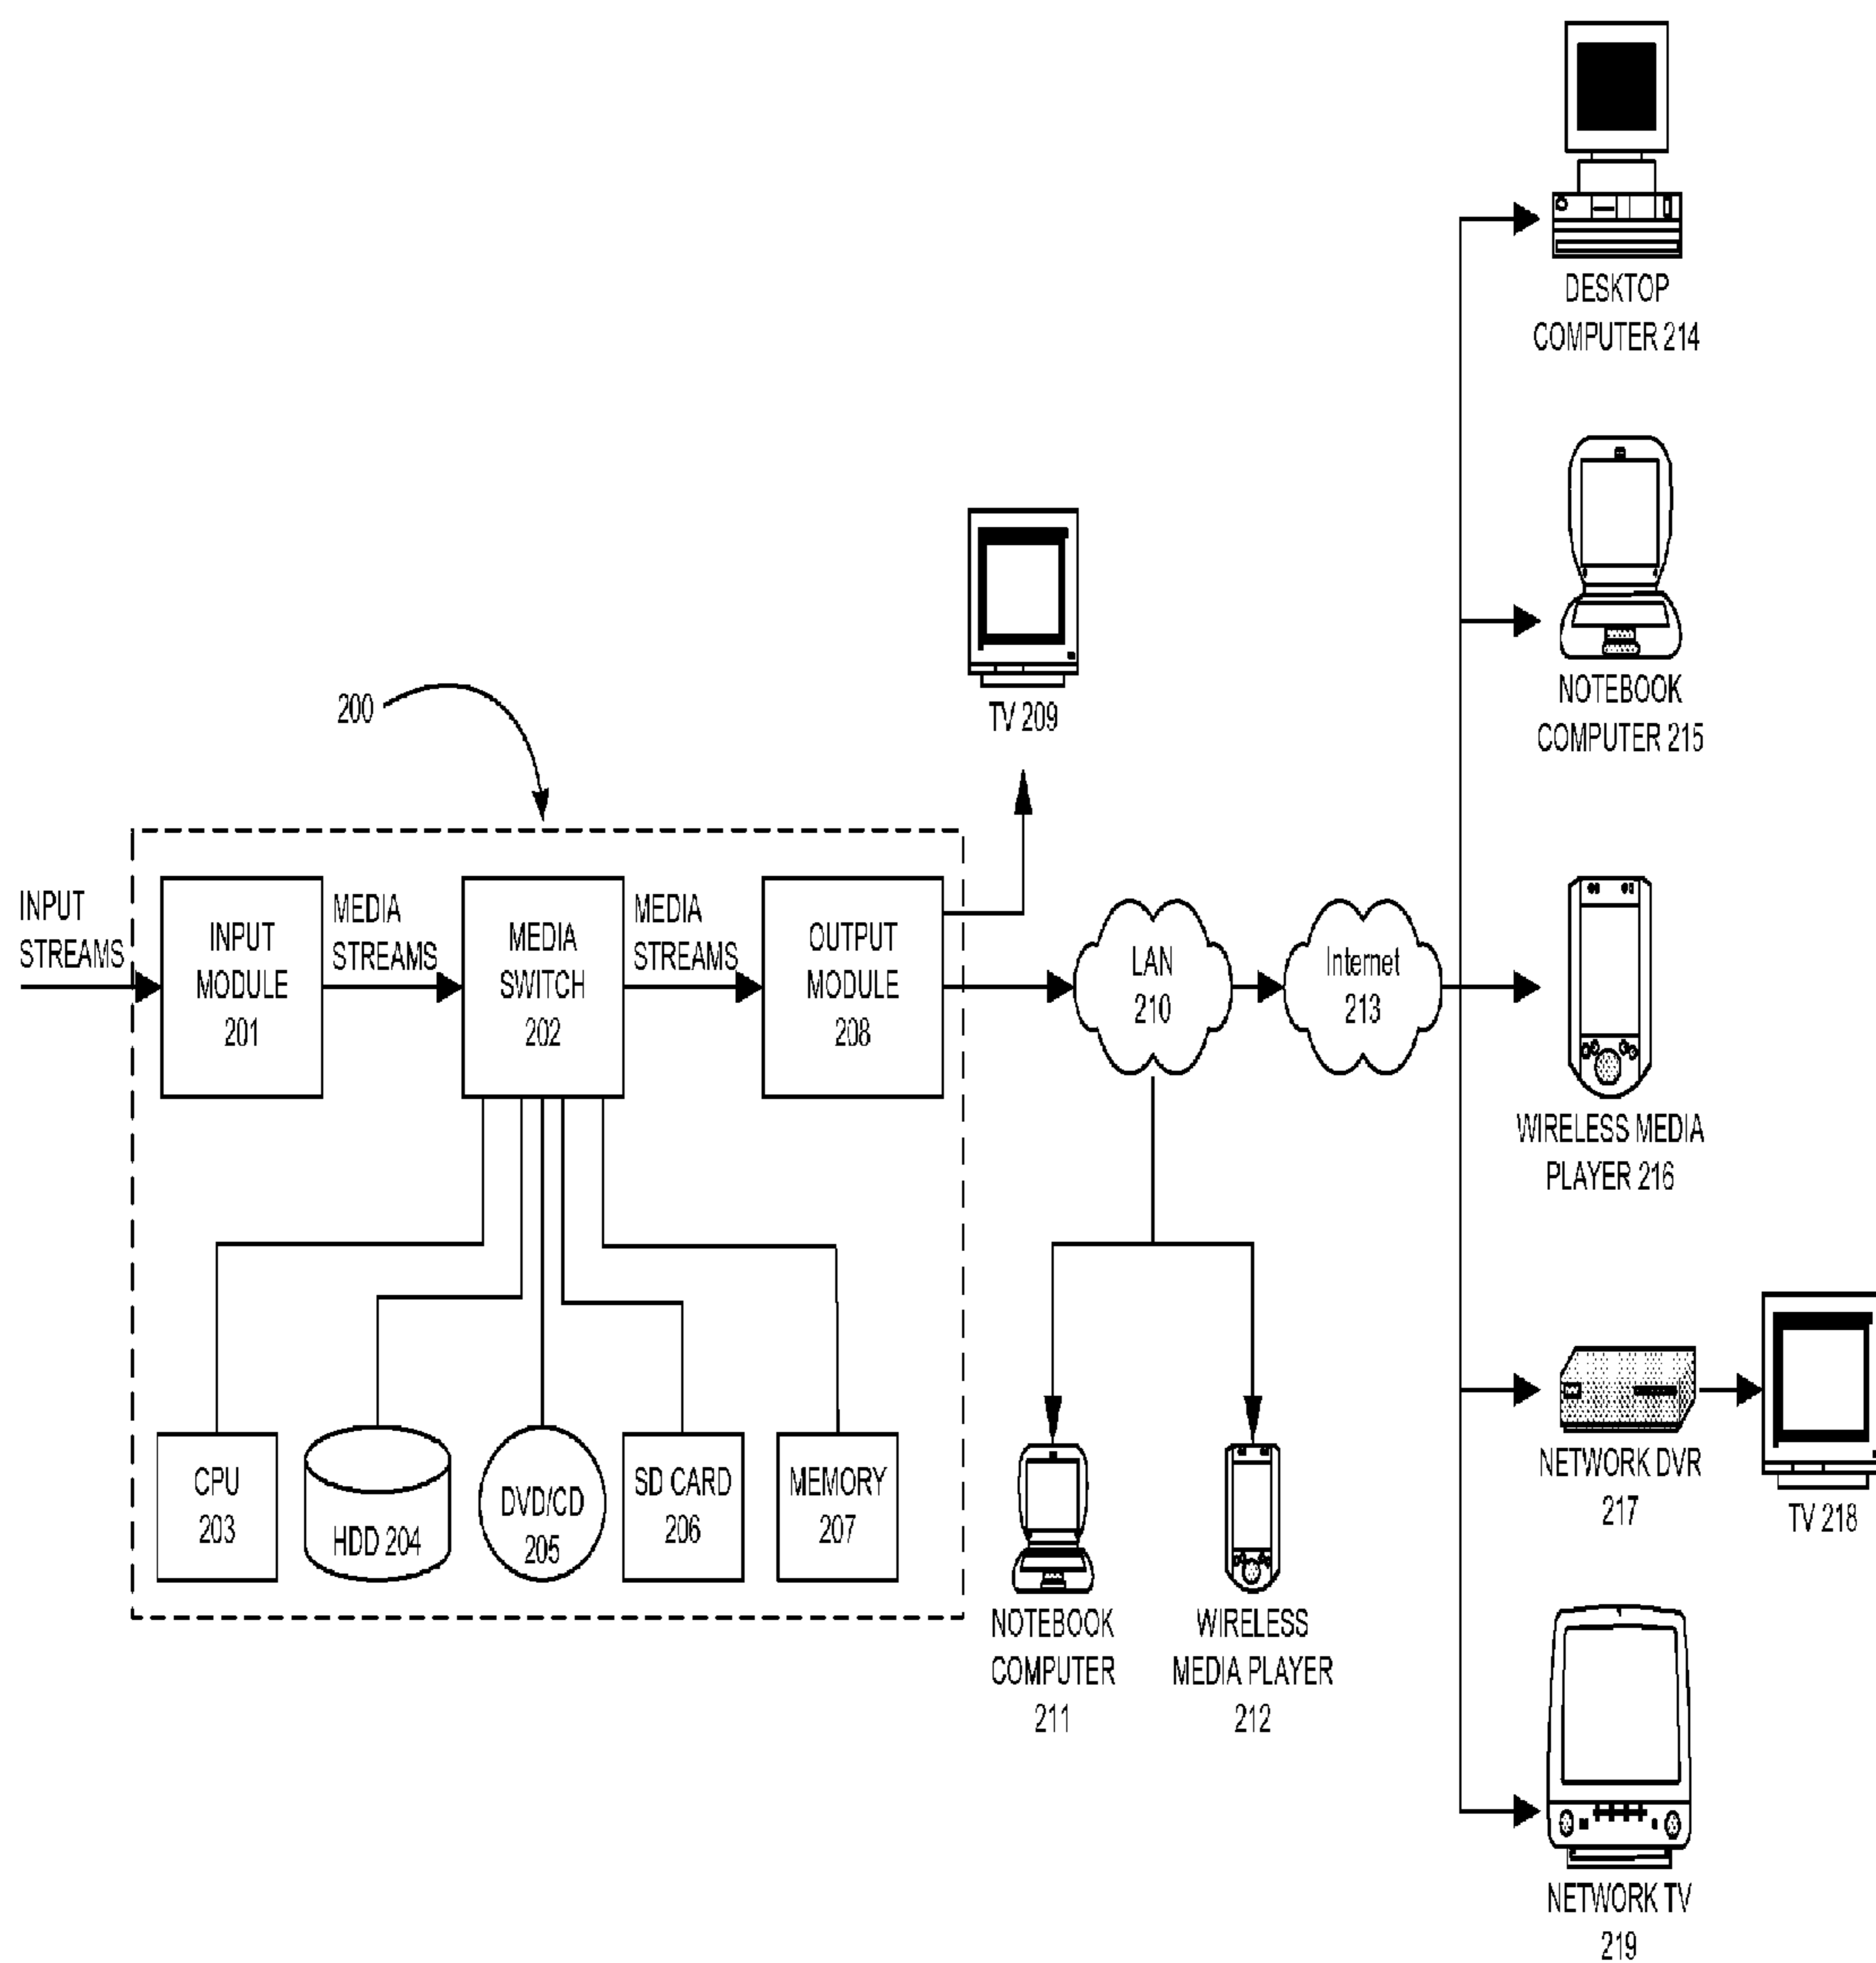 DESKTOP
COMPUTER 214
NOTEBOOK
COMPUTER 215
TV 209
200
INPUT
STREAMS
INPUT
MODULE
201
MEDIA
STREAMS
MEDIA
SWITCH
202
MEDIA
STREAMS
OUTPUT
MODULE
208
LAN
210
Internet
213
WIRELESS MEDIA
PLAYER 216
CPU
203
HDD 204
DVD/CD
205
SD CARD
206
MEMORY
207
NOTEBOOK
COMPUTER
211
WIRELESS
MEDIA PLAYER
212
NETWORK DVR
217
TV 218
NETWORK TV
219